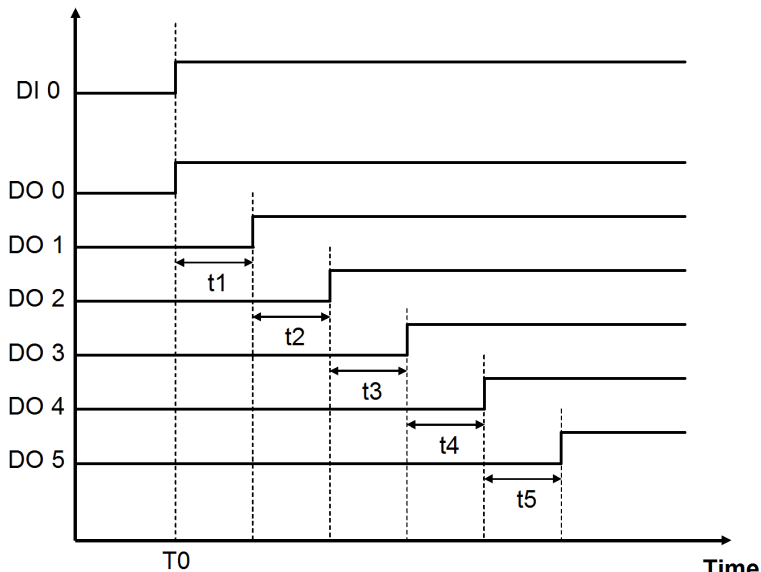 DI 0
DO 0
DO 1
t1
DO 2
t2
DO 3
t3
DO 4
t4
DO 5
t5
T0
Time